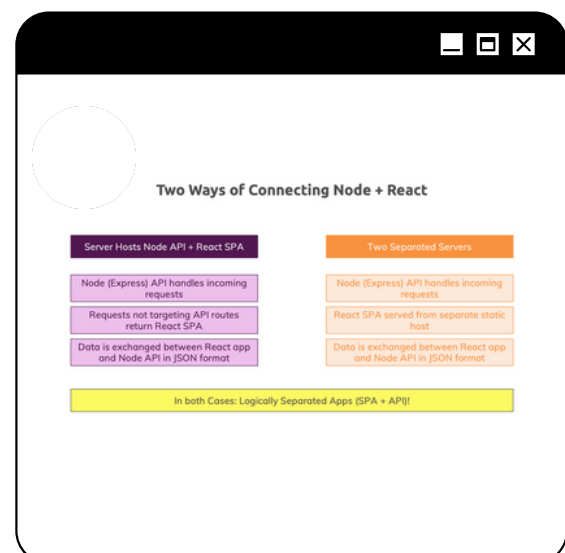 Two Ways of Connecting Node + React
Server Hosts Node API + React SPA
Node (Express) API handles incoming
requests
Requests not targeting API routes
return React SPA
Data is exchanged between React app
and Node API in JSON format
Two Separated Servers
Node (Express) API handles incoming
requests
React SPA served from separate static
host
Data is exchanged between React app
and Node API in JSON format
In both Cases: Logically Separated Apps (SPA + API)!